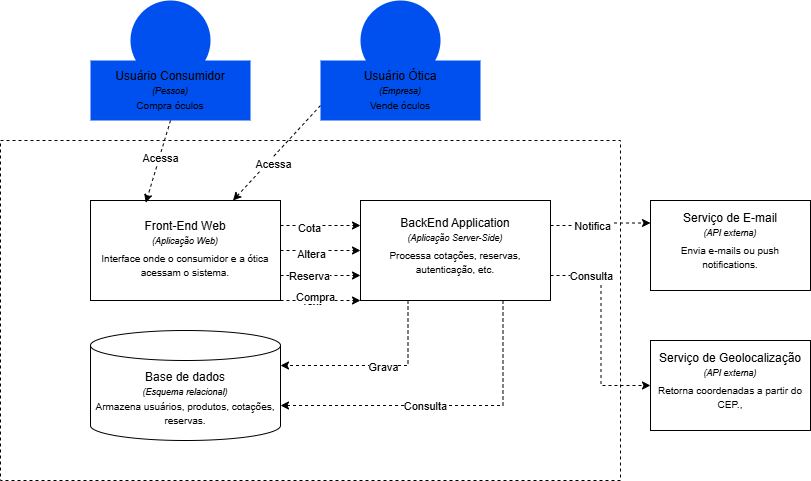 Usuário Consumidor
(Pessoa)
Compra óculos
Usuário Ótica
(Empresa)
Vende óculos
Acessa
Acessa
Front-End Web
(Aplicação Web)
Interface onde o consumidor e a ótica
acessam o sistema.
Cota
Altera
Reserva
Compra
BackEnd Application
(Aplicação Server-Side)
Processa cotações, reservas,
autenticação, etc.
Notifica
Consulta
Serviço de E-mail
(API externa)
Envia e-mails ou push
notifications.
Serviço de Geolocalização
(API externa)
Retorna coordenadas a partir do
CEP.,
Base de dados
(Esquema relacional)
Armazena usuários, produtos, cotações,
reservas.
Grava
Consulta